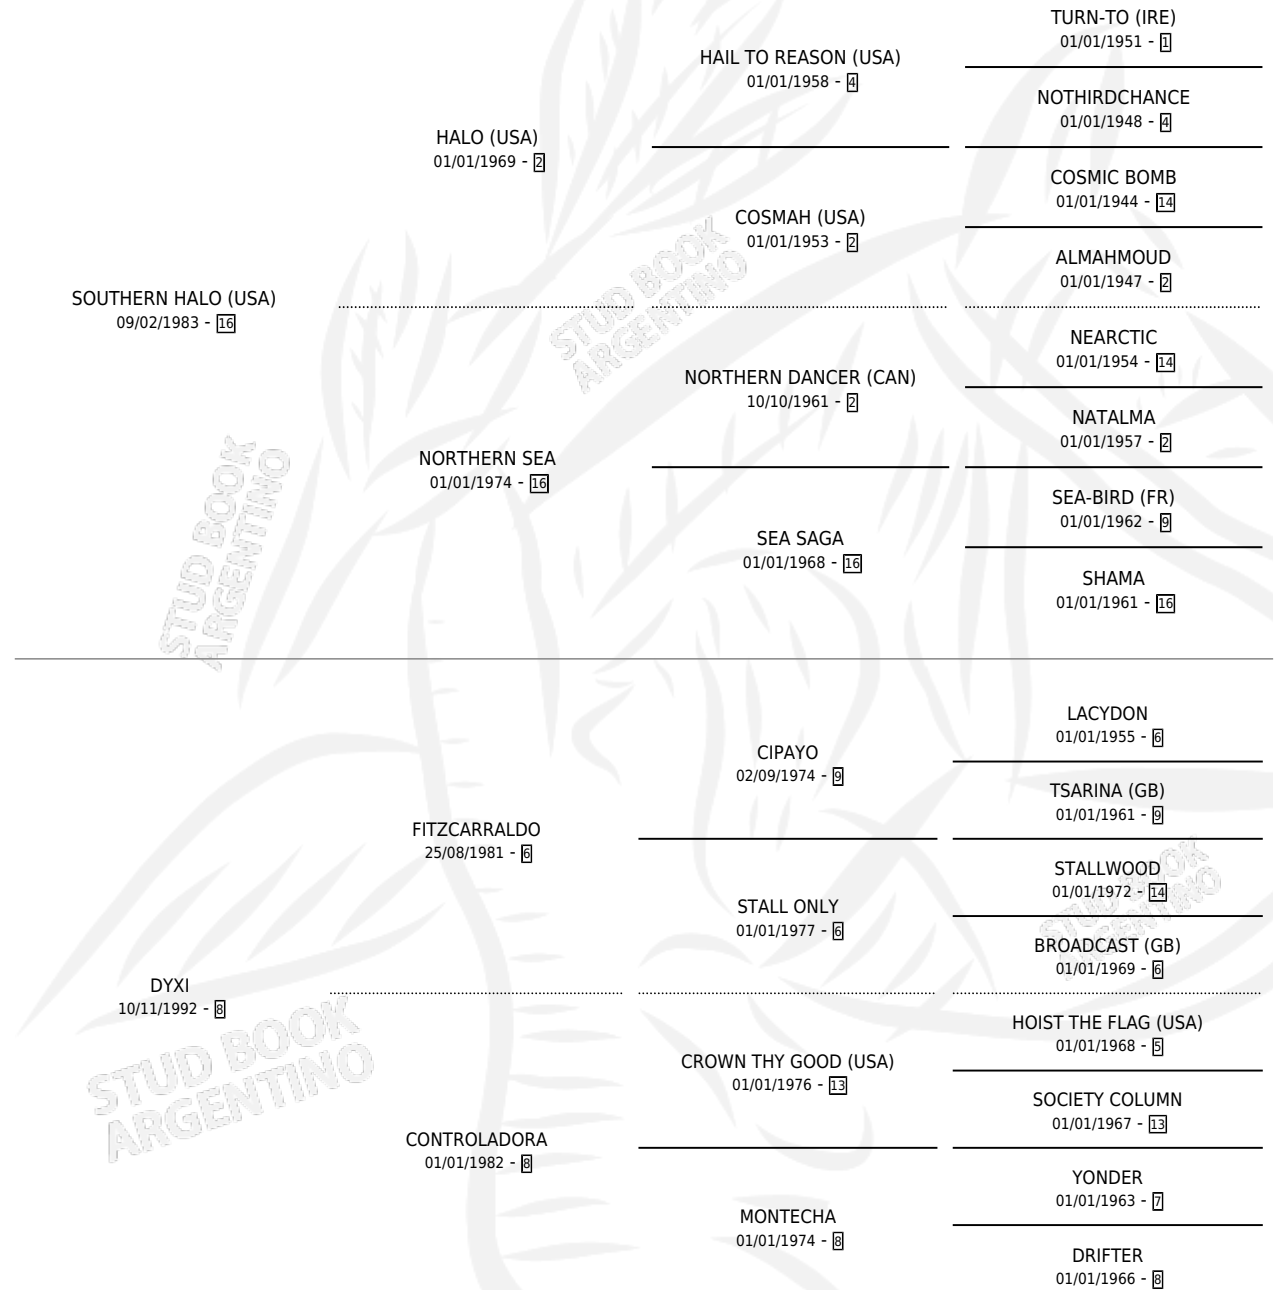 TURN-TO (IRE)
01/01/1951 - 1
HAIL TO REASON (USA)
01/01/1958 - 4
NOTHIRDCHANCE
01/01/1948 - 4
HALO (USA)
01/01/1969 - 2
COSMIC BOMB
01/01/1944 - 14
COSMAH (USA)
01/01/1953 - 2
ALMAHMOUD
01/01/1947 - 2
SOUTHERN HALO (USA)
09/02/1983 - 16
NEARCTIC
01/01/1954 - 14
NORTHERN DANCER (CAN)
10/10/1961 - 2
NATALMA
01/01/1957 - 2
NORTHERN SEA
01/01/1974 - 16
SEA-BIRD (FR)
01/01/1962 - 9
SEA SAGA
01/01/1968 - 16
SHAMA
01/01/1961 - 16
LACYDON
01/01/1955 - 6
CIPAYO
02/09/1974 - 9
TSARINA (GB)
01/01/1961 - 9
FITZCARRALDO
25/08/1981 - 6
STALLWOOD
01/01/1972 - 14
STALL ONLY
01/01/1977 - 6
BROADCAST (GB)
01/01/1969 - 6
DYXI
10/11/1992 - 8
HOIST THE FLAG (USA)
01/01/1968 - 5
CROWN THY GOOD (USA)
01/01/1976 - 13
SOCIETY COLUMN
01/01/1967 - 13
CONTROLADORA
01/01/1982 - 8
YONDER
01/01/1963 - 7
MONTECHA
01/01/1974 - 8
DRIFTER
01/01/1966 - 8
STUD BOOK
ARGENTINO
STUD BOOK
ARGENTINO
STUD BOOK
ARGENTINO
STUD BOOK
ARGENTINO